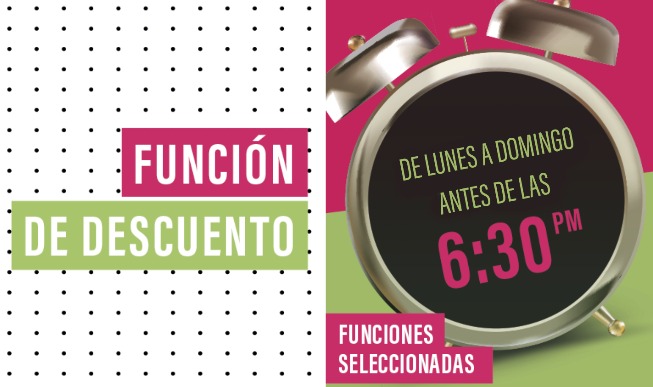 FUNCIÓN
DE DESCUENTO
DE LUNES A DOMINGO
ANTES DE LAS
6:30 PM
FUNCIONES
SELECCIONADAS